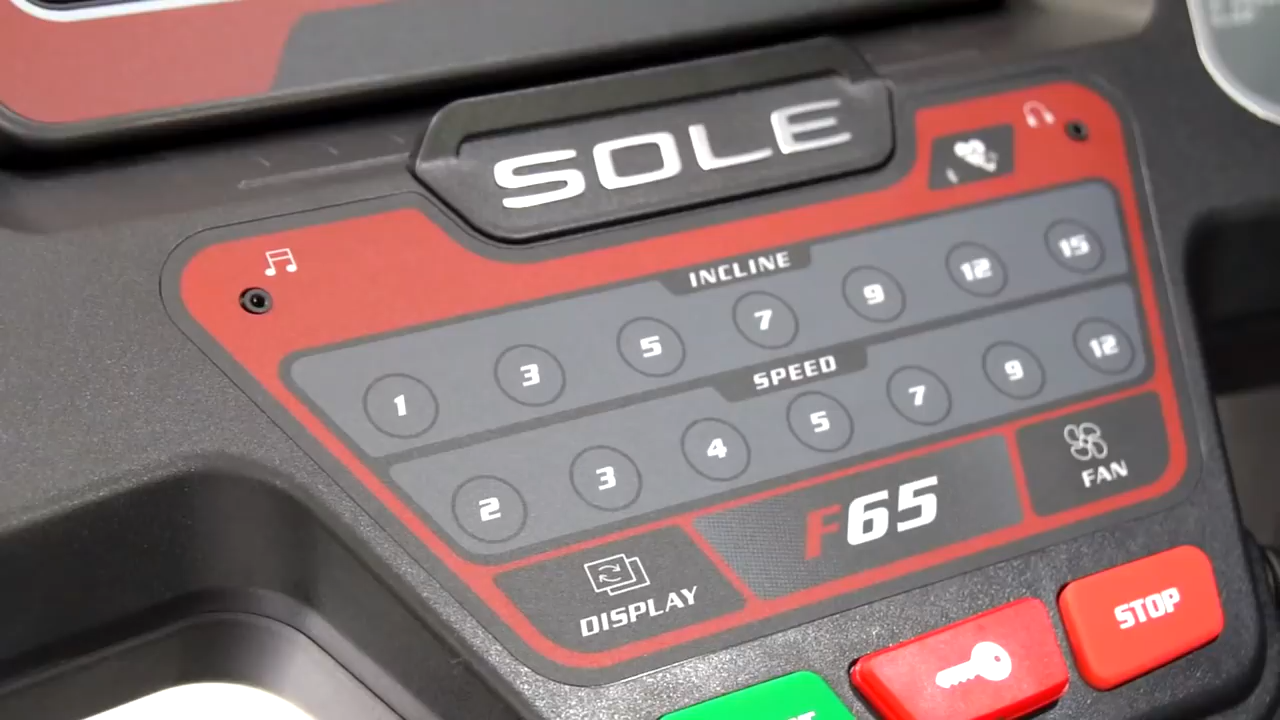 SOLE
INCLINE
1 3 5 7 9 12 15
SPEED
2 3 4 5 7 9 12
DISPLAY
F65
FAN
STOP